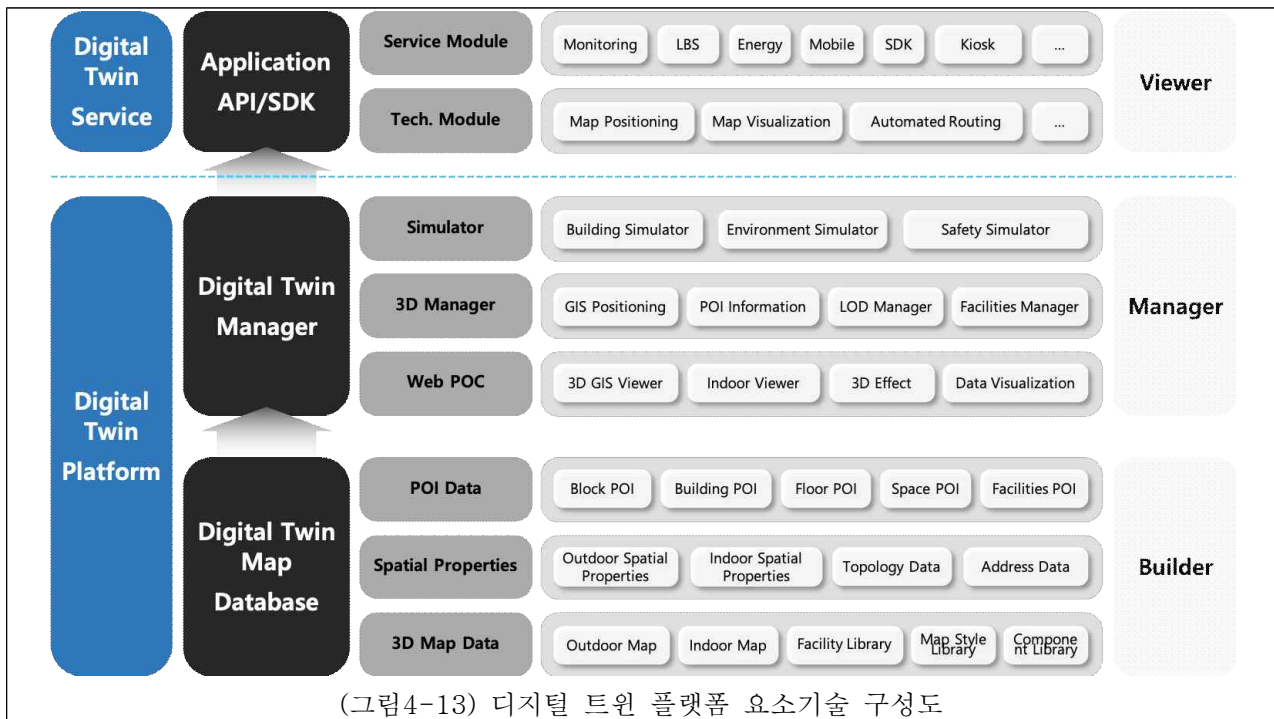 Digital
Twin
Service
Application
API/SDK
Service Module
Monitoring LBS Energy Mobile SDK Kiosk ...
Tech. Module
Map Positioning Map Visualization Automated Routing ...
Viewer
Digital
Twin
Platform
Digital Twin
Manager
Simulator
Building Simulator Environment Simulator Safety Simulator
3D Manager
GIS Positioning POI Information LOD Manager Facilities Manager
Web POC
3D GIS Viewer Indoor Viewer 3D Effect Data Visualization
Manager
Digital Twin
Map
Database
POI Data
Block POI Building POI Floor POI Space POI Facilities POI
Spatial Properties
Outdoor Spatial
Properties
Indoor Spatial
Properties
Topology Data
Address Data
3D Map Data
Outdoor Map
Indoor Map
Facility Library
Map Style
Library
Compone
nt Library
Builder
(그림4-13) 디지털 트윈 플랫폼 요소기술 구성도